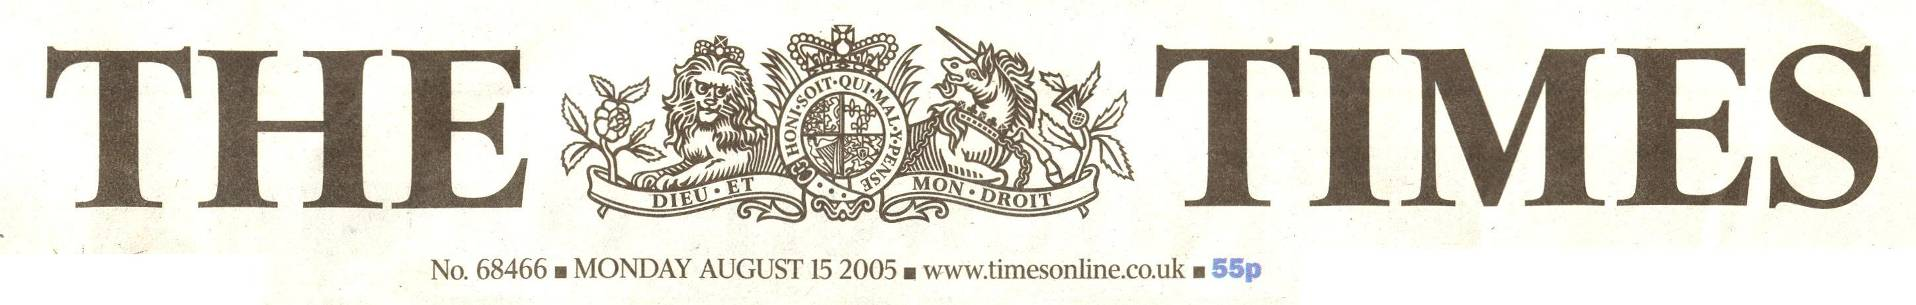 THE TIMES
HONI·SOIT·QUI·MAL·Y·PENSE
DIEU·ET MON·DROIT
No. 68466 ■ MONDAY AUGUST 15 2005 ■ www.timesonline.co.uk ■ 55p